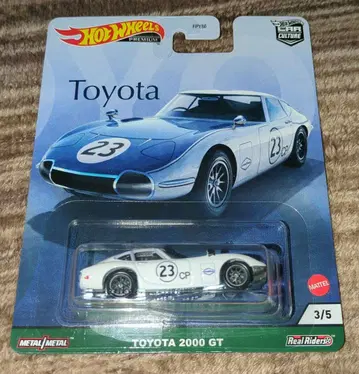 Hot Wheels
PREMIUM
FPY86
CAR
CULTURE
Toyota
23
CP
23
CP
MATTEL
3/5
TOYOTA 2000 GT
METAL/METAL
Real Riders